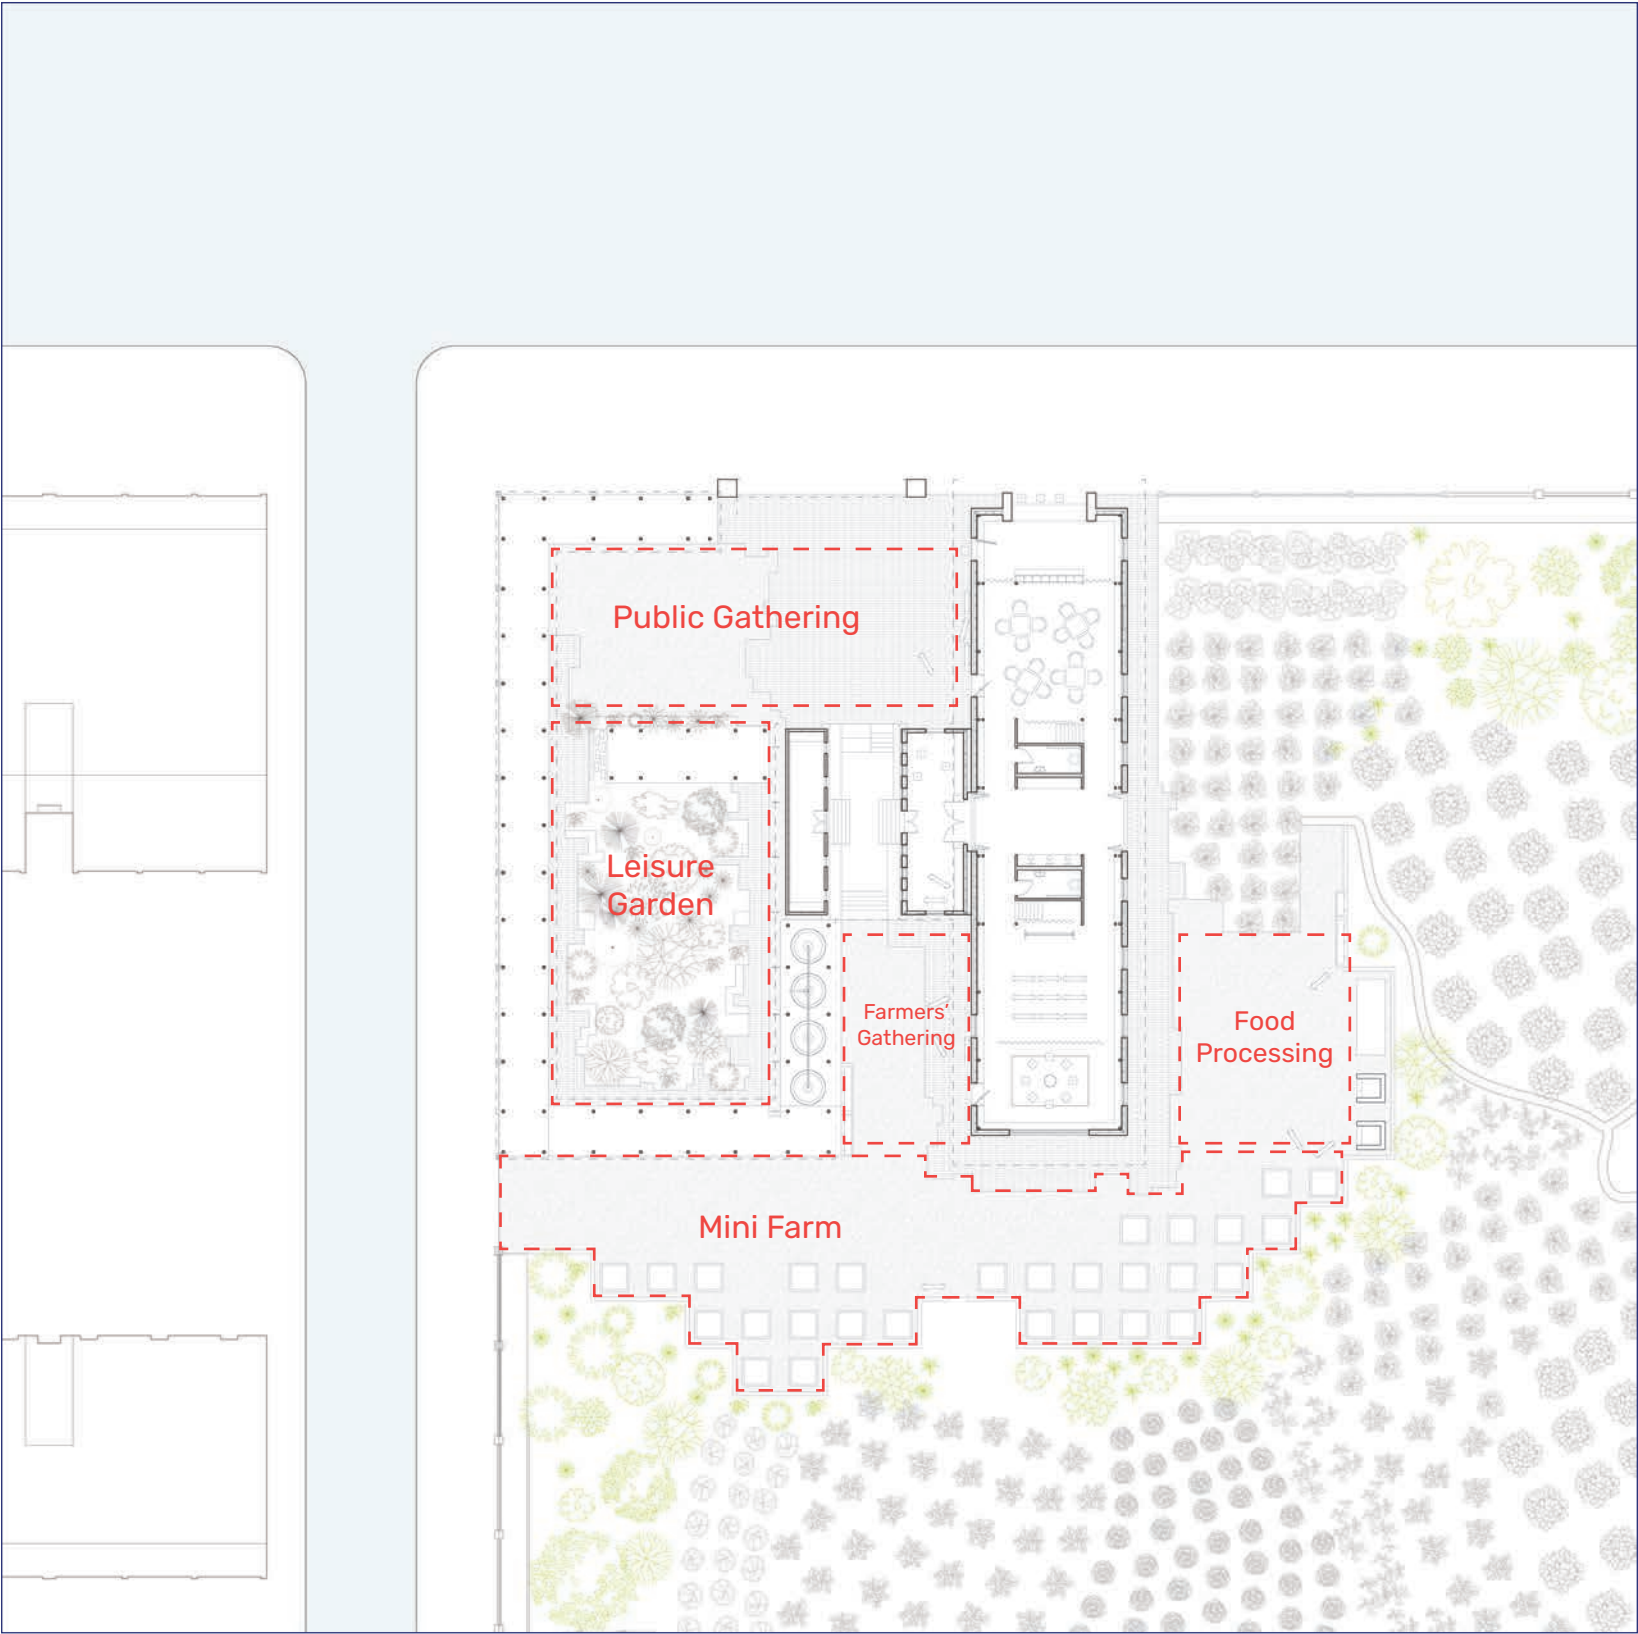 Public Gathering
Leisure
Garden
Farmers'
Gathering
Food
Processing
Mini Farm